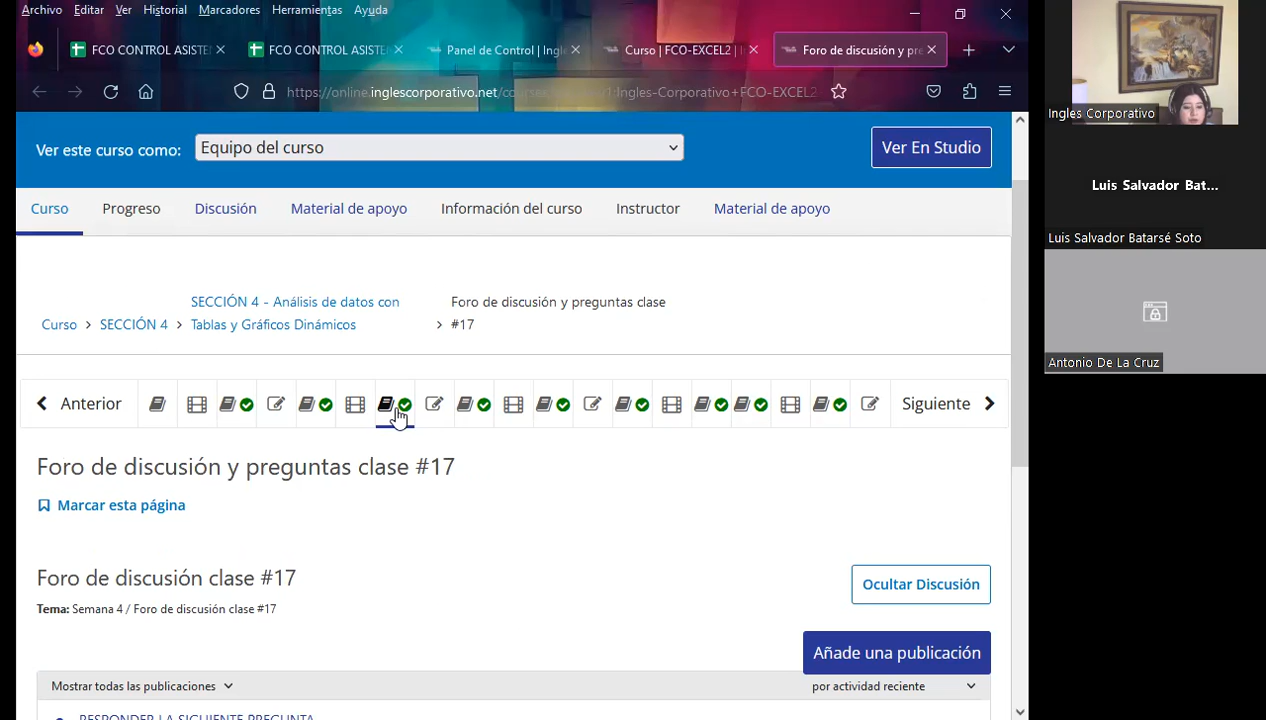 Archivo Editar Ver Historial Marcadores Herramientas Ayuda
FCO CONTROL ASISTE
FCO CONTROL ASISTE
Panel de Control | Ingl
Curso | FCO-EXCEL2 | I
Foro de discusión y pre
https://online.inglescorporativo.net/course
1:Ingles-Corporativo+FCO-EXCEL2
Ver este curso como:
Equipo del curso
Ver En Studio
Curso
Progreso
Discusión
Material de apoyo
Información del curso
Instructor
Material de apoyo
Curso > SECCIÓN 4 >
SECCIÓN 4 - Análisis de datos con
Tablas y Gráficos Dinámicos
>
Foro de discusión y preguntas clase
#17
Anterior
Siguiente
Foro de discusión y preguntas clase #17
Marcar esta página
Foro de discusión clase #17
Tema: Semana 4 / Foro de discusión clase #17
Ocultar Discusión
Añade una publicación
Mostrar todas las publicaciones
por actividad reciente
RESPONDER LA SIGUIENTE PREGUNTA
Ingles Corporativo
Luis Salvador Bat...
Luis Salvador Batarsé Soto
Antonio De La Cruz